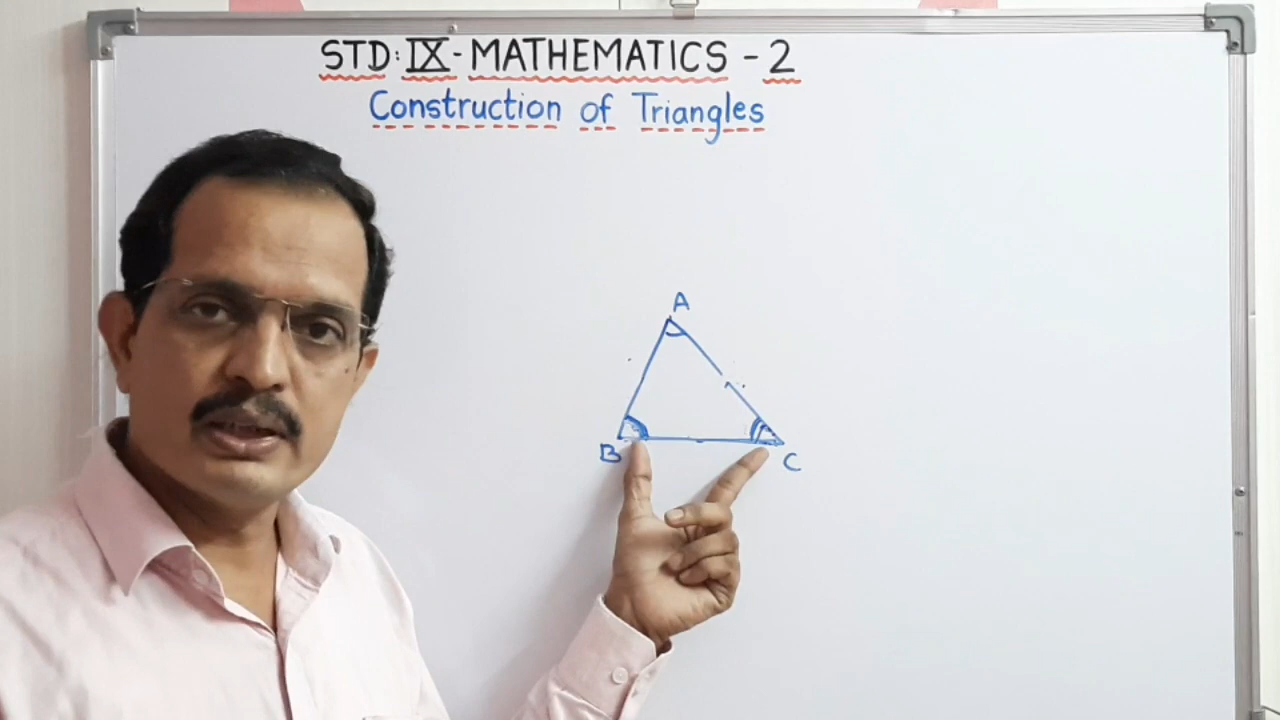 STD: IX - MATHEMATICS - 2
Construction of Triangles
A
B
C